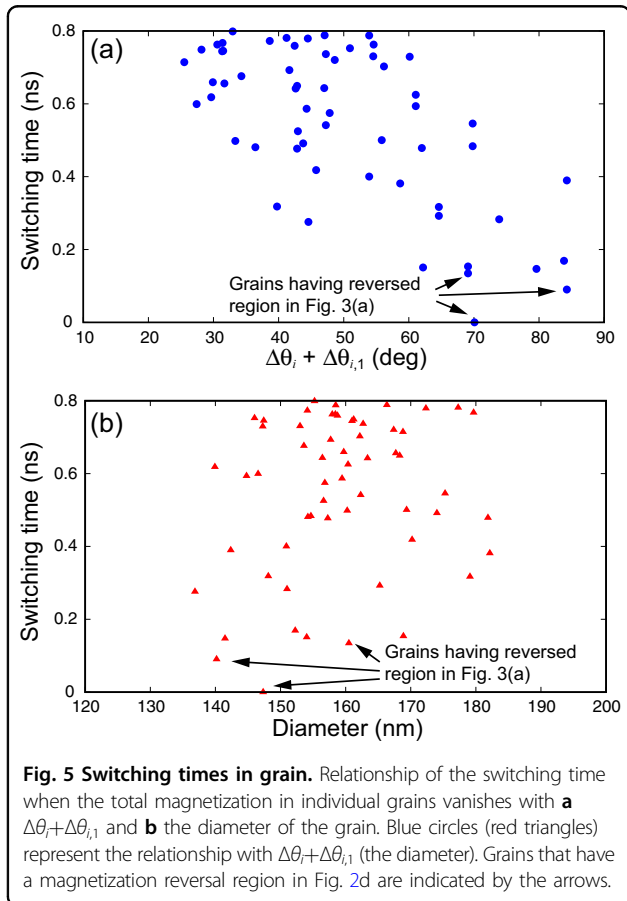 (a)
Switching time (ns)
0.8
0.6
0.4
0.2
0
Grains having reversed
region in Fig. 3(a)
10 20 30 40 50 60 70 80 90
Δθi + Δθi,1 (deg)
(b)
Switching time (ns)
0.8
0.6
0.4
0.2
0
Grains having reversed
region in Fig. 3(a)
120 130 140 150 160 170 180 190 200
Diameter (nm)
Fig. 5 Switching times in grain. Relationship of the switching time
when the total magnetization in individual grains vanishes with a
Δθi+Δθi,1 and b the diameter of the grain. Blue circles (red triangles)
represent the relationship with Δθi+Δθi,1 (the diameter). Grains that have
a magnetization reversal region in Fig. 2d are indicated by the arrows.